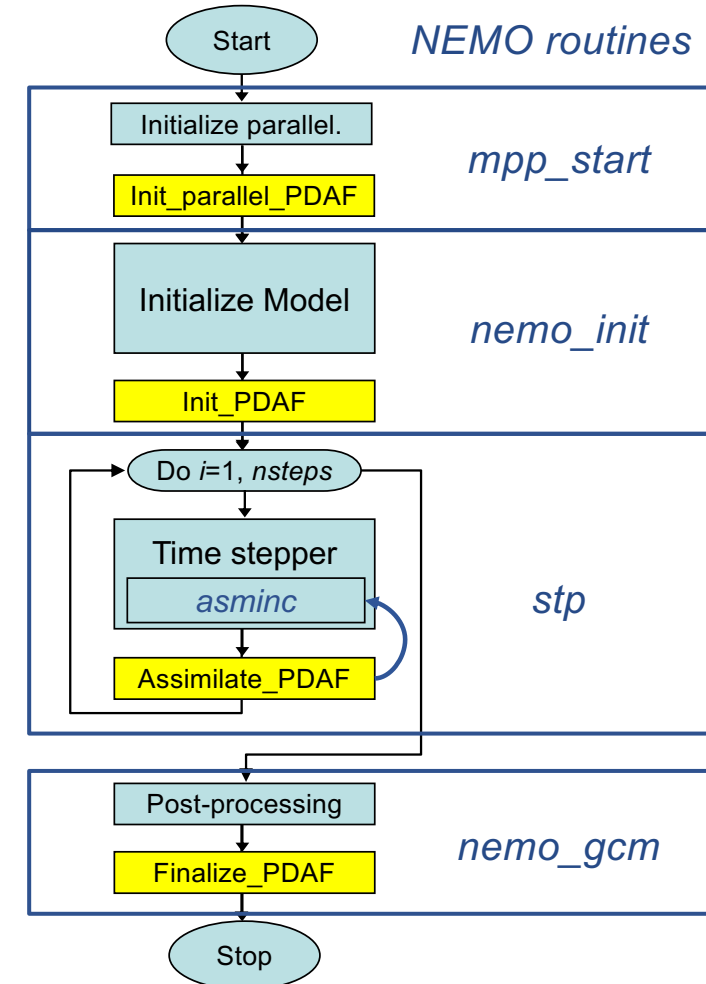 Start
NEMO routines
Initialize parallel.
mpp_start
Init_parallel_PDAF
Initialize Model
nemo_init
Init_PDAF
Do i=1, nsteps
Time stepper
asminc
stp
Assimilate_PDAF
Post-processing
nemo_gcm
Finalize_PDAF
Stop